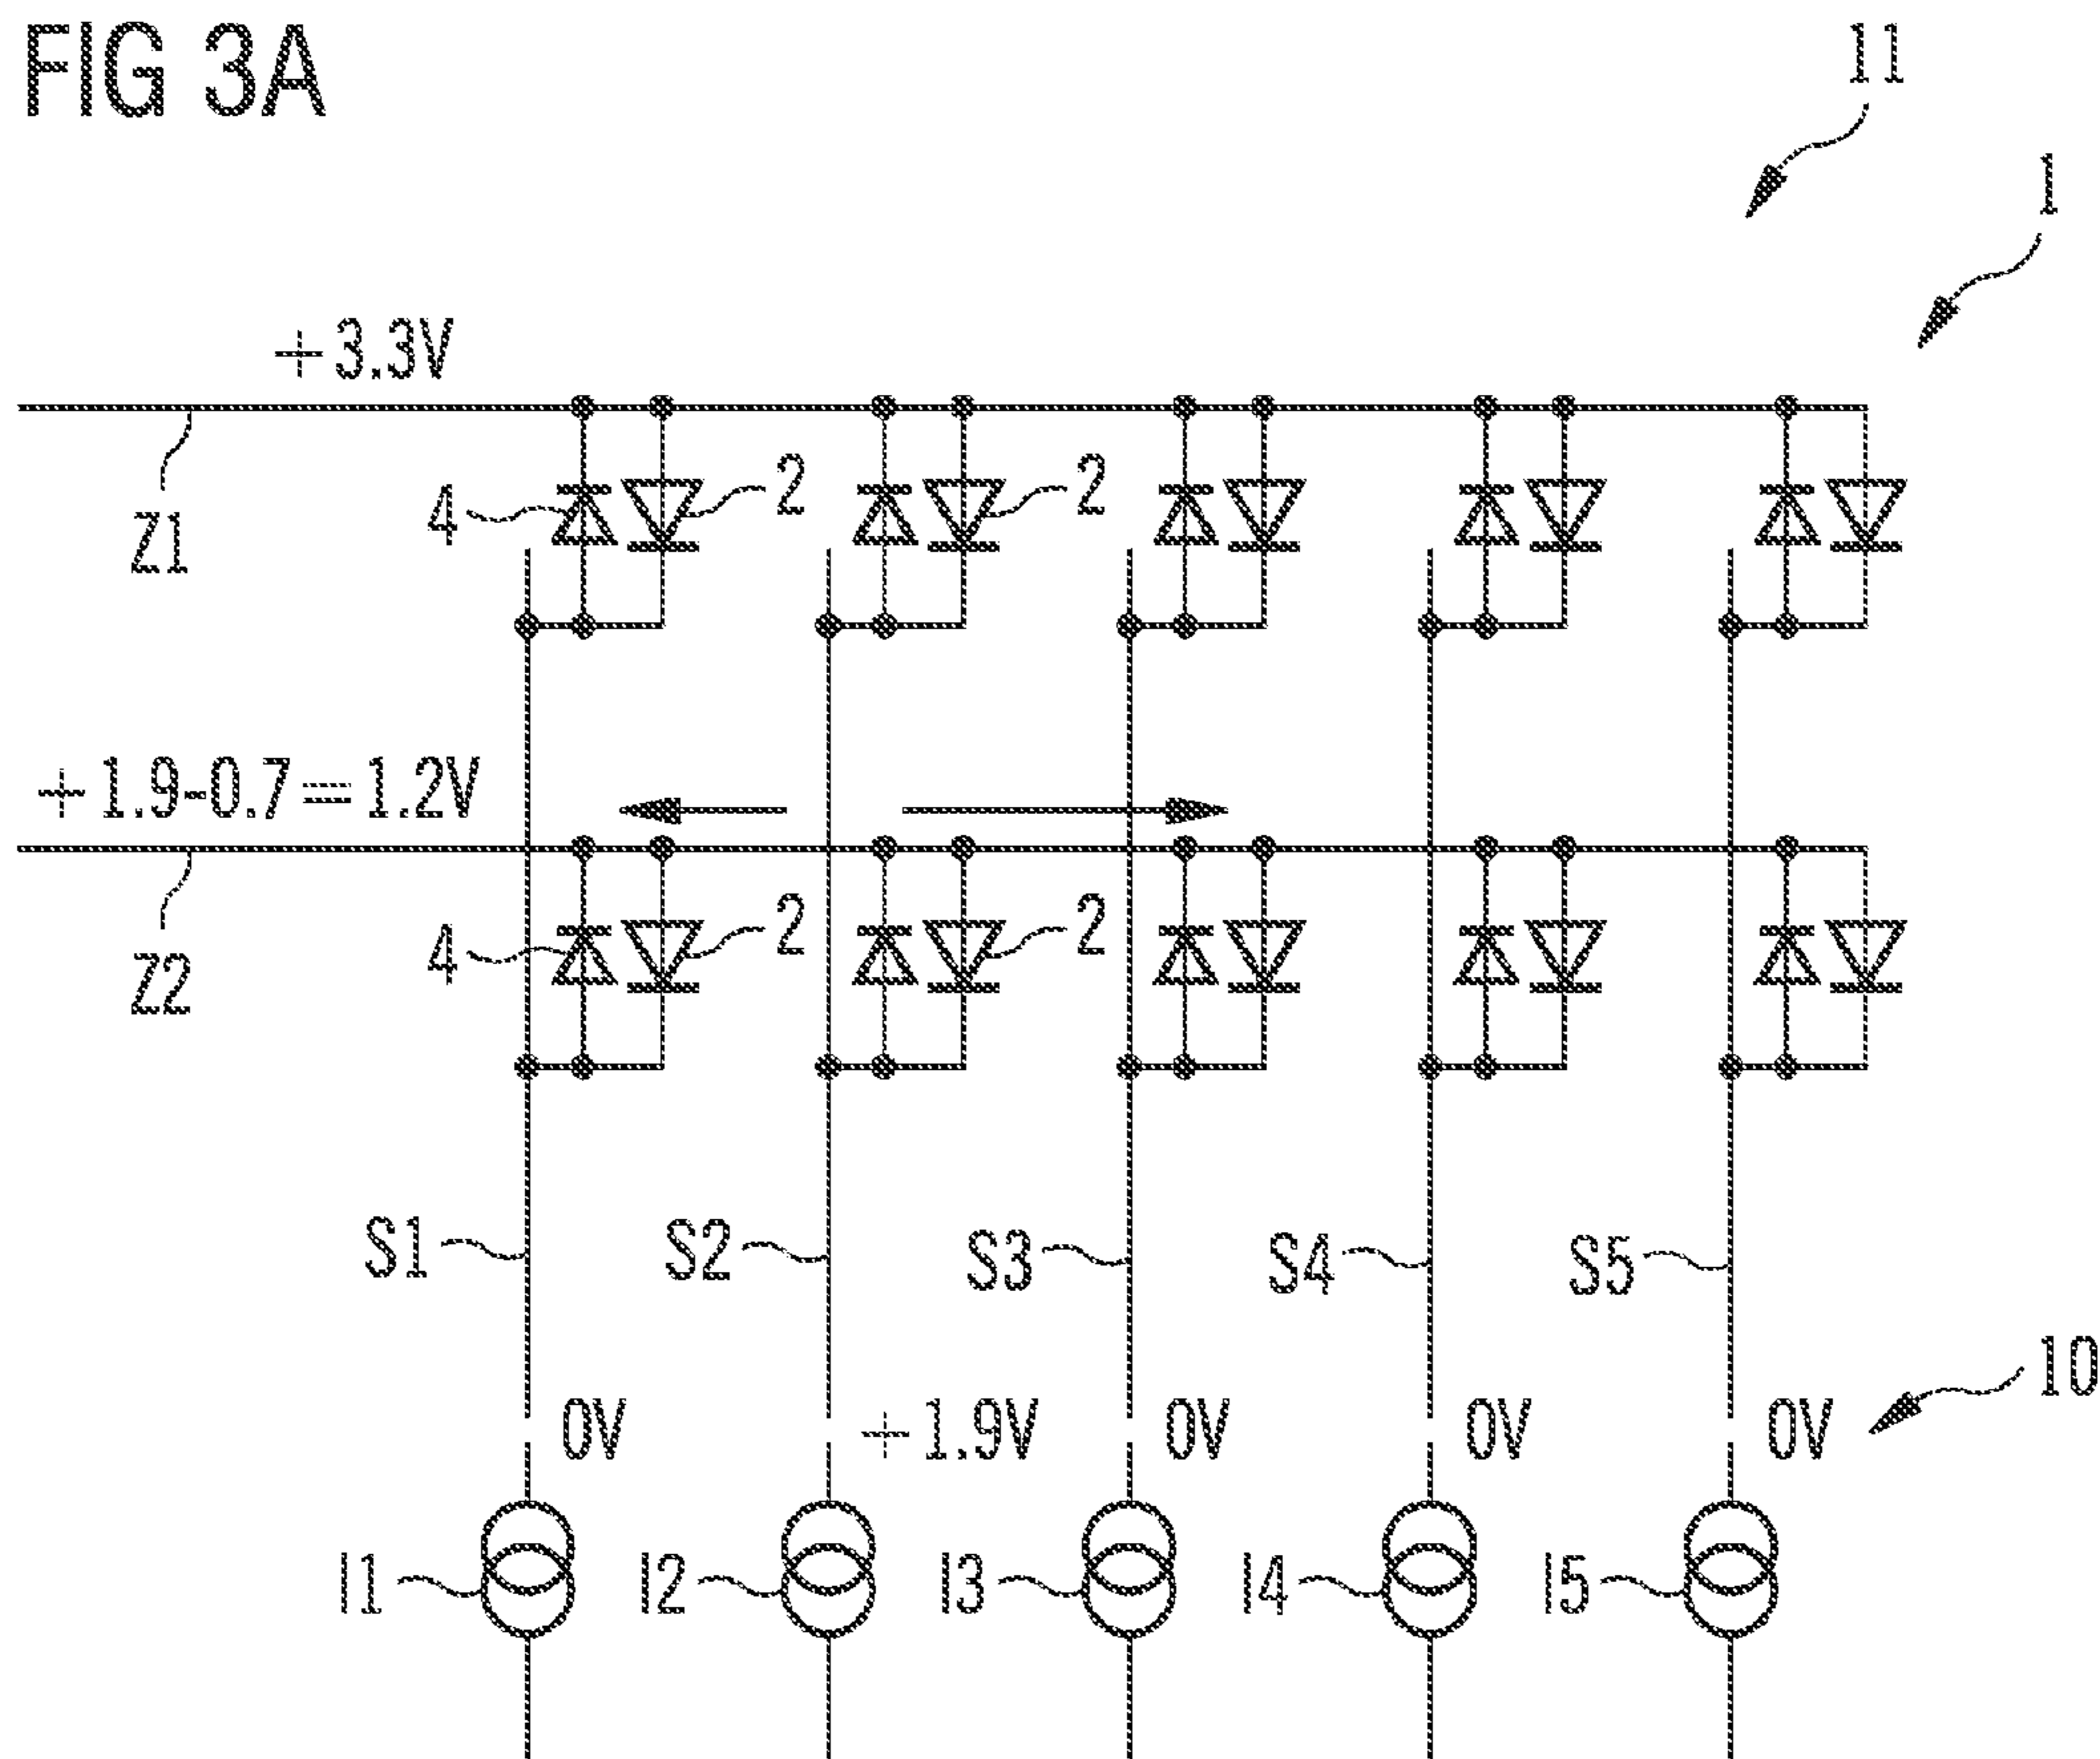 FIG 3A
11
1
+3.3V
Z1
4
2
2
+1.9-0.7=1.2V
Z2
4
2
2
S1
S2
S3
S4
S5
10
0V
+1.9V
0V
0V
0V
I1
I2
I3
I4
I5